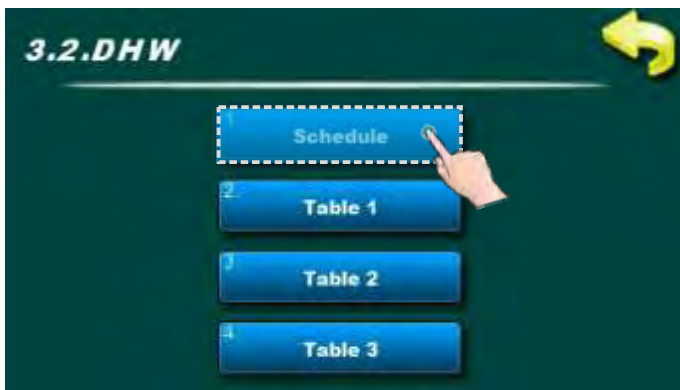 3.2.DHW
1
Schedule
2
Table 1
3
Table 2
4
Table 3